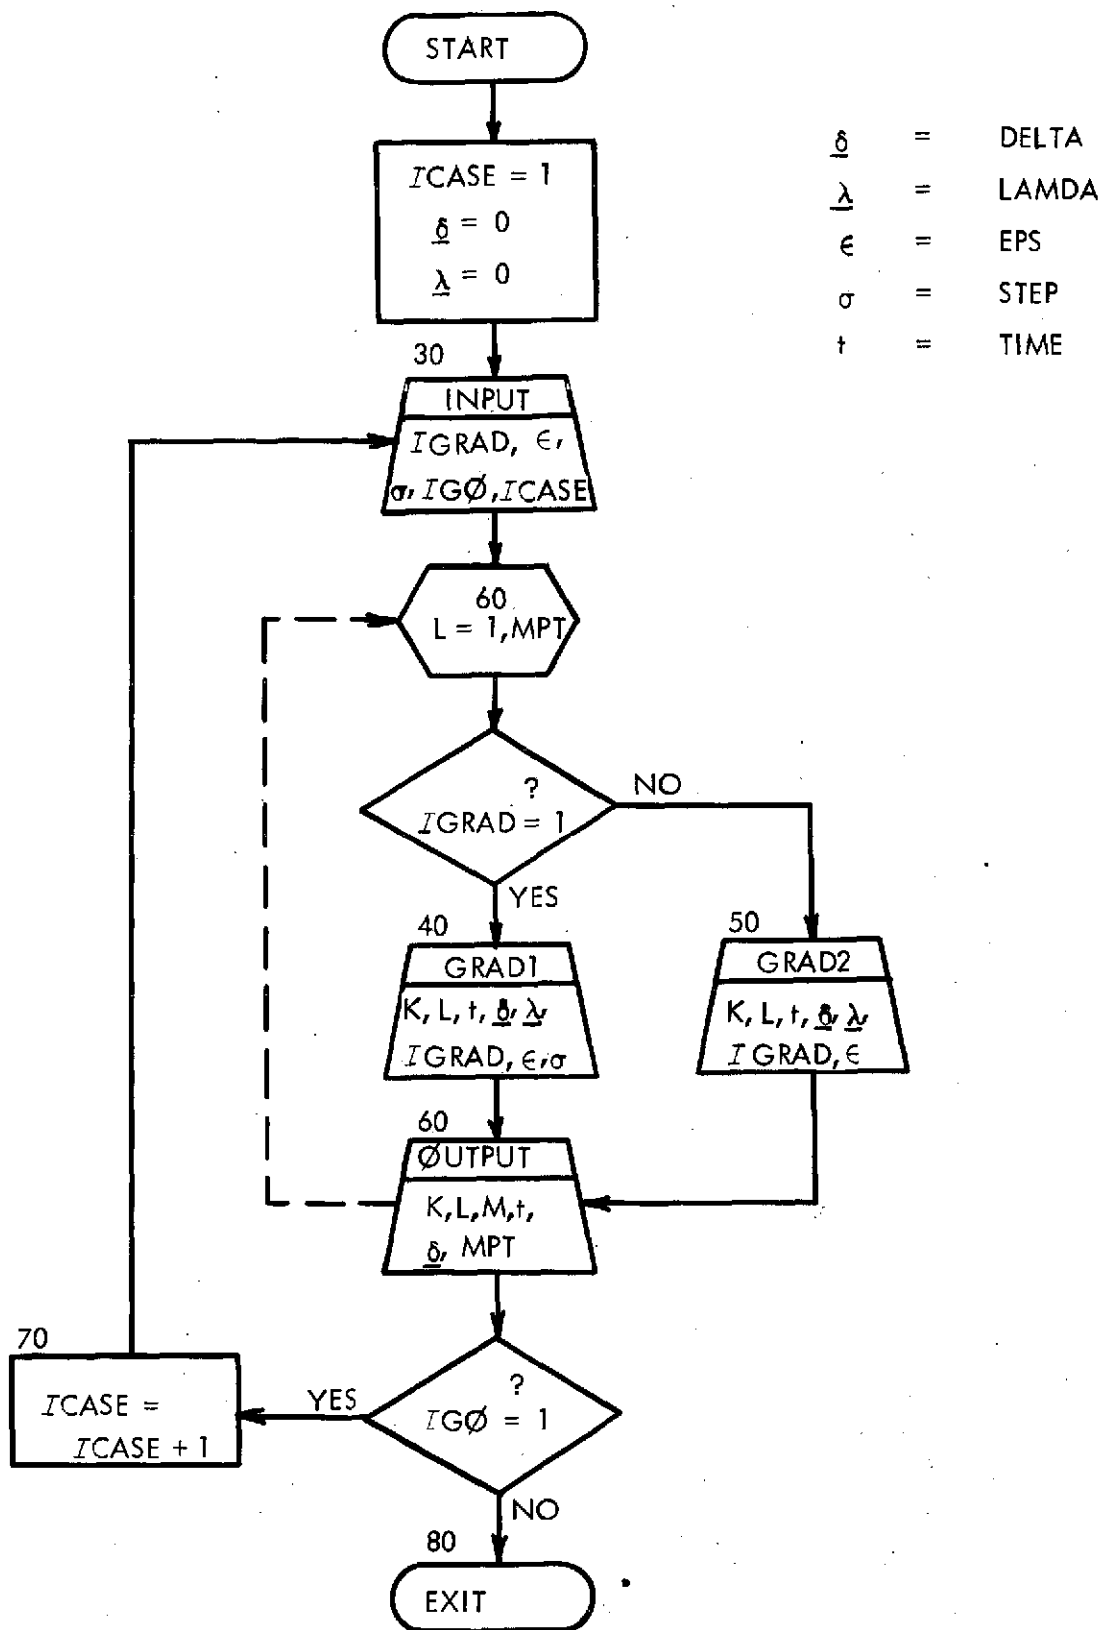 START
ICASE = 1
δ = 0
λ = 0
δ = DELTA
λ = LAMDA
ϵ = EPS
σ = STEP
t = TIME
30
INPUT
IGRAD, ϵ,
σ, IGØ, ICASE
60
L = 1, MPT
?
IGRAD = 1
NO
YES
40
GRAD1
K, L, t, δ, λ,
IGRAD, ϵ, σ
50
GRAD2
K, L, t, δ, λ,
IGRAD, ϵ
60
ØUTPUT
K, L, M, t,
δ, MPT
?
IGØ = 1
YES
NO
70
ICASE =
ICASE + 1
80
EXIT